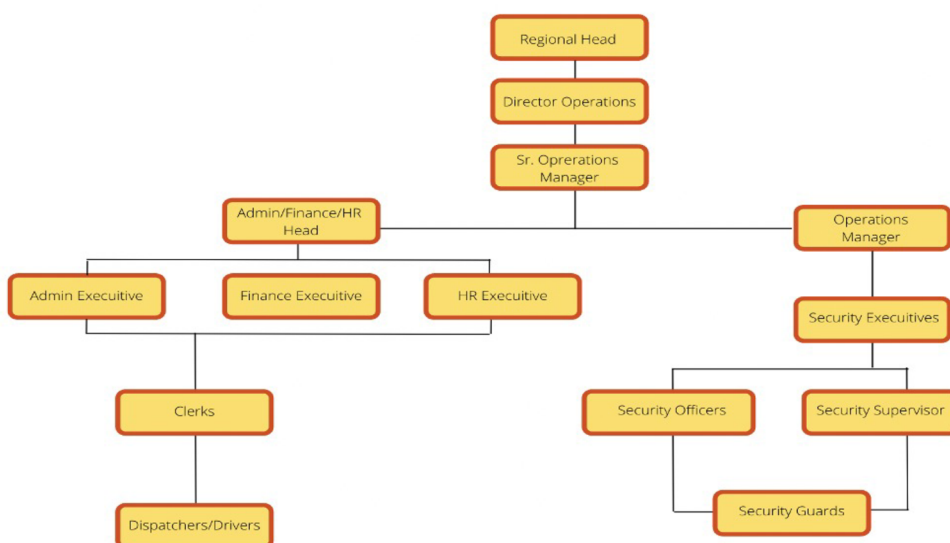 Regional Head
Director Operations
Sr. Oprerations
Manager
Admin/Finance/HR
Head
Operations
Manager
Admin Executive
Finance Executive
HR Executive
Security Executives
Clerks
Security Officers
Security Supervisor
Dispatchers/Drivers
Security Guards